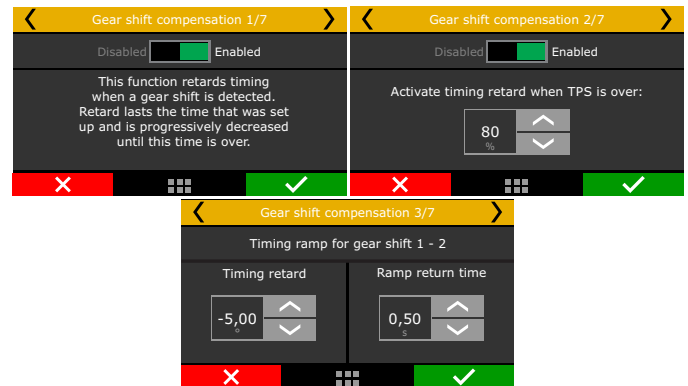 Gear shift compensation 1/7
Disabled Enabled
This function retards timing
when a gear shift is detected.
Retard lasts the time that was set
up and is progressively decreased
until this time is over.
Gear shift compensation 2/7
Disabled Enabled
Activate timing retard when TPS is over:
80
%
Gear shift compensation 3/7
Timing ramp for gear shift 1 - 2
Timing retard
-5,00
°
Ramp return time
0,50
s